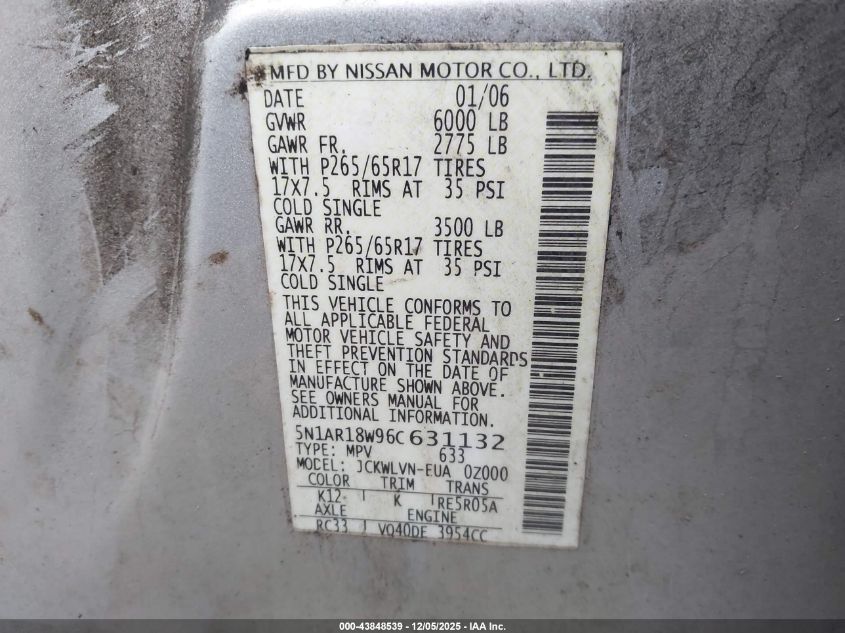 MFD BY NISSAN MOTOR CO., LTD.
DATE 01/06
GVWR 6000 LB
GAWR FR. 2775 LB
WITH P265/65R17 TIRES
17X7.5 RIMS AT 35 PSI
COLD SINGLE
GAWR RR. 3500 LB
WITH P265/65R17 TIRES
17X7.5 RIMS AT 35 PSI
COLD SINGLE
THIS VEHICLE CONFORMS TO
ALL APPLICABLE FEDERAL
MOTOR VEHICLE SAFETY AND
THEFT PREVENTION STANDARDS
IN EFFECT ON THE DATE OF
MANUFACTURE SHOWN ABOVE.
SEE OWNERS MANUAL FOR
ADDITIONAL INFORMATION.
5N1AR18W96C631132
TYPE: MPV 633
MODEL: JCKWLVN-EUA 0Z000
COLOR TRIM TRANS
K12 K RE5R05A
AXLE ENGINE
RC33 VQ40DE 3954CC
000-43848539 - 12/05/2025 - IAA Inc.